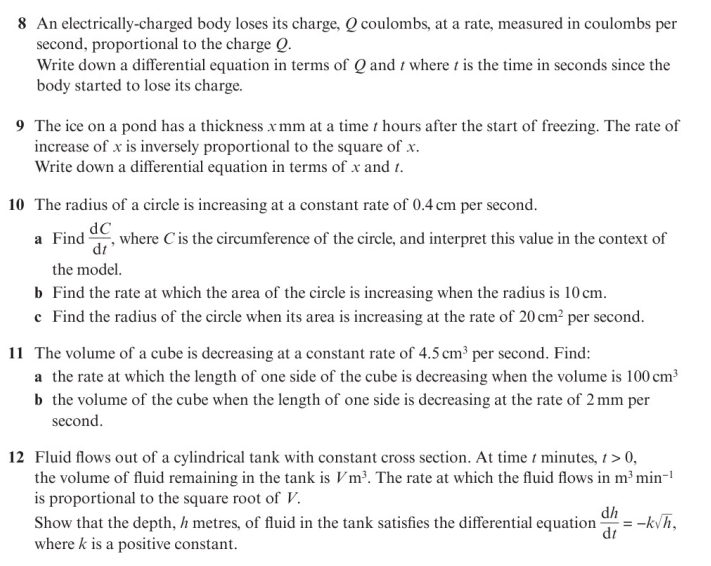 8 An electrically-charged body loses its charge, Q coulombs, at a rate, measured in coulombs per
second, proportional to the charge Q.
Write down a differential equation in terms of Q and t where t is the time in seconds since the
body started to lose its charge.
9 The ice on a pond has a thickness x mm at a time t hours after the start of freezing. The rate of
increase of x is inversely proportional to the square of x.
Write down a differential equation in terms of x and t.
10 The radius of a circle is increasing at a constant rate of 0.4 cm per second.
a Find dC/dt, where C is the circumference of the circle, and interpret this value in the context of
the model.
b Find the rate at which the area of the circle is increasing when the radius is 10 cm.
c Find the radius of the circle when its area is increasing at the rate of 20 cm² per second.
11 The volume of a cube is decreasing at a constant rate of 4.5 cm³ per second. Find:
a the rate at which the length of one side of the cube is decreasing when the volume is 100 cm³
b the volume of the cube when the length of one side is decreasing at the rate of 2 mm per
second.
12 Fluid flows out of a cylindrical tank with constant cross section. At time t minutes, t > 0,
the volume of fluid remaining in the tank is V m³. The rate at which the fluid flows in m³ min⁻¹
is proportional to the square root of V.
Show that the depth, h metres, of fluid in the tank satisfies the differential equation dh/dt = −k√h,
where k is a positive constant.